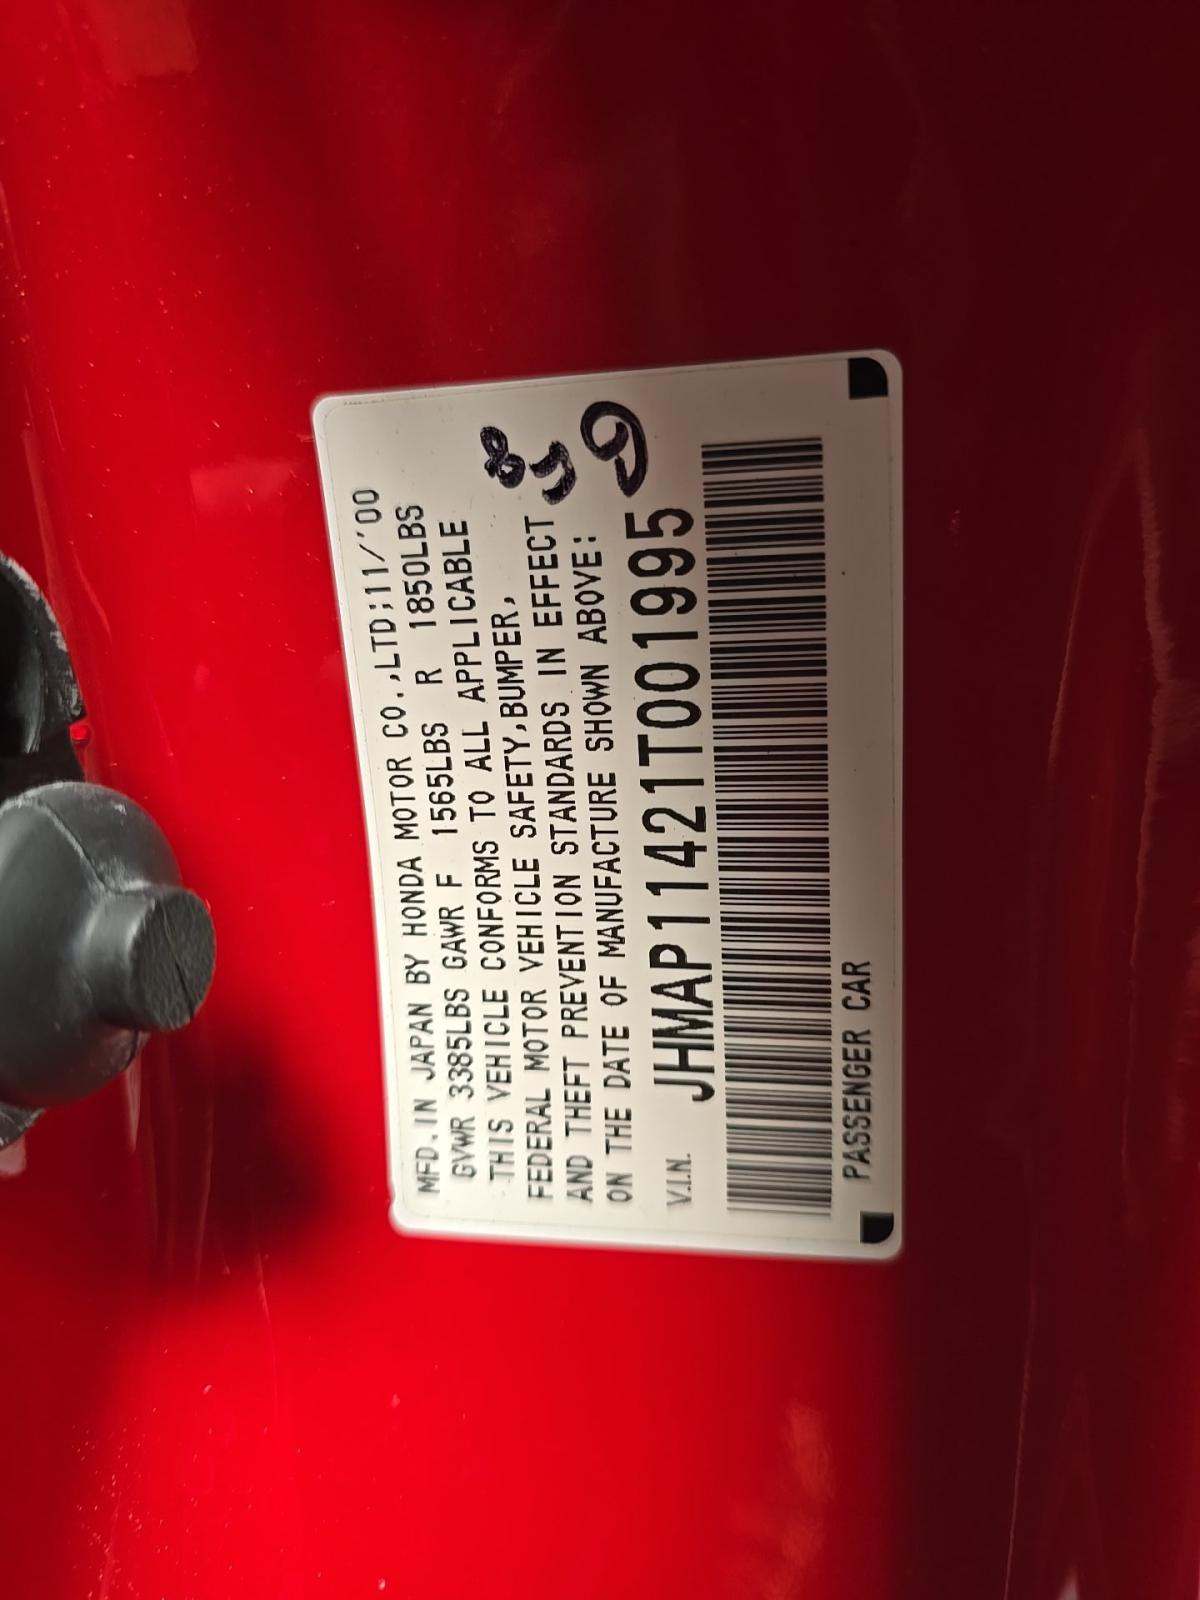 MFD.IN JAPAN BY HONDA MOTOR CO.,LTD;11/'00
GVWR 3385LBS GAWR F 1565LBS R 1850LBS
THIS VEHICLE CONFORMS TO ALL APPLICABLE
FEDERAL MOTOR VEHICLE SAFETY,BUMPER,
AND THEFT PREVENTION STANDARDS IN EFFECT
ON THE DATE OF MANUFACTURE SHOWN ABOVE:
V.I.N. JHMAP11421T001995
PASSENGER CAR